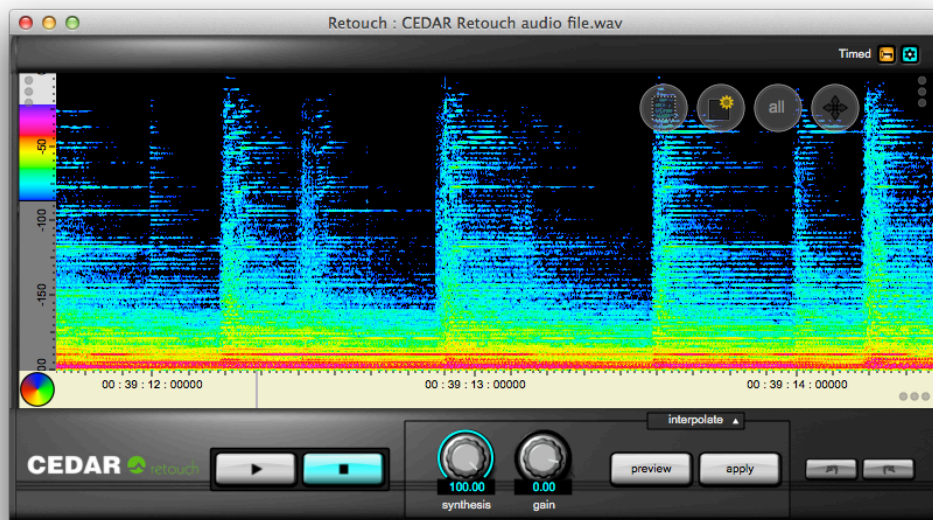 Retouch : CEDAR Retouch audio file.wav
Timed
all
-50
-100
-150
00 : 39 : 12 : 00000
00 : 39 : 13 : 00000
00 : 39 : 14 : 00000
interpolate ▲
CEDAR retouch
100.00
0.00
preview
apply
synthesis
gain